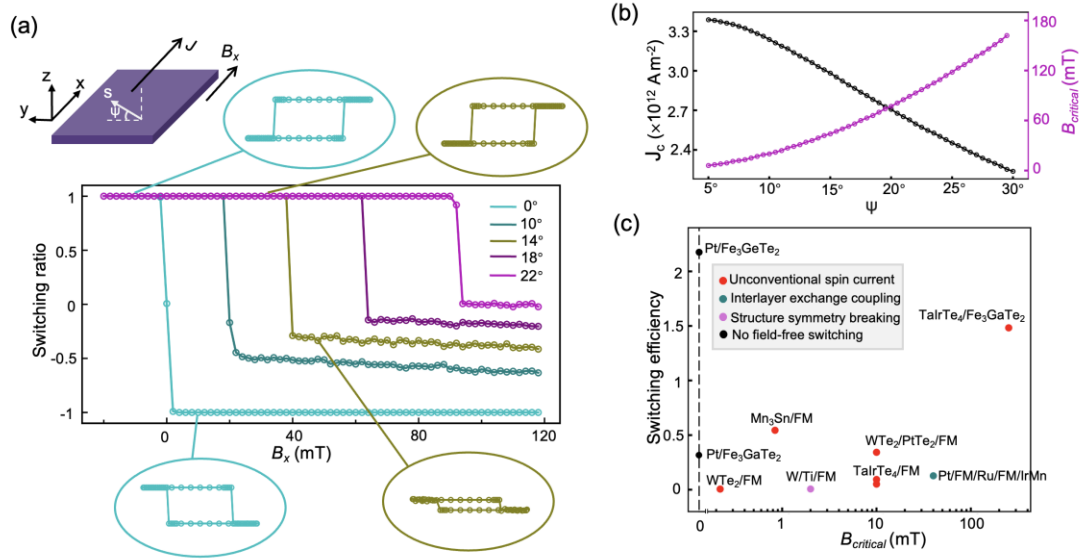 (a)
J
B_x
z
x
y
s
ψ
Switching ratio
1
0.5
0
-0.5
-1
0°
10°
14°
18°
22°
0
40
80
120
B_x (mT)
(b)
J_c (×10^12 A m^-2)
3.3
3.0
2.7
2.4
180
120
60
0
B_critical (mT)
5°
10°
15°
20°
25°
30°
ψ
(c)
Switching efficiency
2
1.5
1
0.5
0
Pt/Fe₃GeTe₂
Unconventional spin current
Interlayer exchange coupling
Structure symmetry breaking
No field-free switching
TaIrTe₄/Fe₃GaTe₂
Mn₃Sn/FM
WTe₂/PtTe₂/FM
Pt/Fe₃GaTe₂
WTe₂/FM
W/Ti/FM
TaIrTe₄/FM
Pt/FM/Ru/FM/IrMn
0
1
10
100
B_critical (mT)